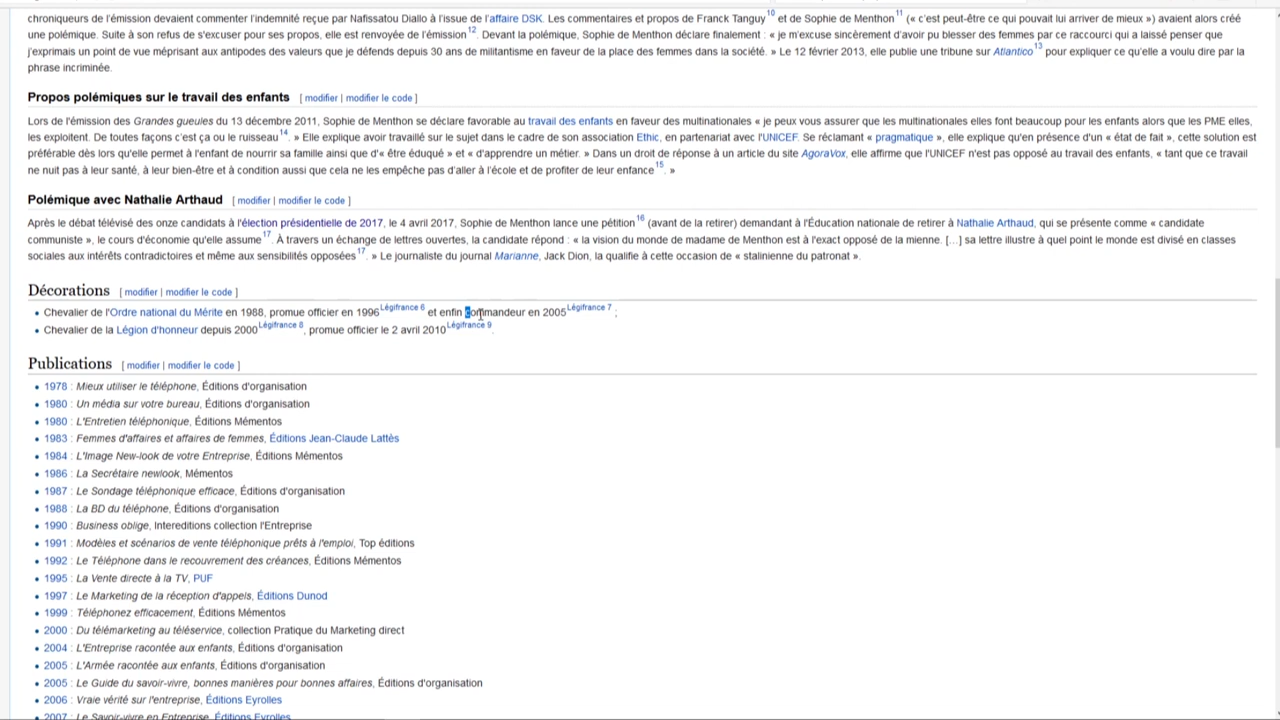 chroniqueurs de l'émission devaient commenter l'indemnité reçue par Nafissatou Diallo à l'issue de l'affaire DSK. Les commentaires et propos de Franck Tanguy10 et de Sophie de Menthon11 (« c'est peut-être ce qui pouvait lui arriver de mieux ») avaient alors créé
une polémique. Suite à son refus de s'excuser pour ses propos, elle est renvoyée de l'émission12. Devant la polémique, Sophie de Menthon déclare finalement : « je m'excuse sincèrement d'avoir pu blesser des femmes par ce raccourci qui a laissé penser que
j'exprimais un point de vue méprisant aux antipodes des valeurs que je défends depuis 30 ans de militantisme en faveur de la place des femmes dans la société. » Le 12 février 2013, elle publie une tribune sur Atlantico13 pour expliquer ce qu'elle a voulu dire par la
phrase incriminée.
Propos polémiques sur le travail des enfants [ modifier | modifier le code ]
Lors de l'émission des Grandes gueules du 13 décembre 2011, Sophie de Menthon se déclare favorable au travail des enfants en faveur des multinationales « je peux vous assurer que les multinationales elles font beaucoup pour les enfants alors que les PME elles,
les exploitent. De toutes façons c'est ça ou le ruisseau14. » Elle explique avoir travaillé sur le sujet dans le cadre de son association Ethic, en partenariat avec l'UNICEF. Se réclamant « pragmatique », elle explique qu'en présence d'un « état de fait », cette solution est
préférable dès lors qu'elle permet à l'enfant de nourrir sa famille ainsi que d'« être éduqué » et « d'apprendre un métier. » Dans un droit de réponse à un article du site AgoraVox, elle affirme que l'UNICEF n'est pas opposé au travail des enfants, « tant que ce travail
ne nuit pas à leur santé, à leur bien-être et à condition aussi que cela ne les empêche pas d'aller à l'école et de profiter de leur enfance15. »
Polémique avec Nathalie Arthaud [ modifier | modifier le code ]
Après le débat télévisé des onze candidats à l'élection présidentielle de 2017, le 4 avril 2017, Sophie de Menthon lance une pétition16 (avant de la retirer) demandant à l'Éducation nationale de retirer à Nathalie Arthaud, qui se présente comme « candidate
communiste », le cours d'économie qu'elle assume17. À travers un échange de lettres ouvertes, la candidate répond : « la vision du monde de madame de Menthon est à l'exact opposé de la mienne. [...] sa lettre illustre à quel point le monde est divisé en classes
sociales aux intérêts contradictoires et même aux sensibilités opposées17. » Le journaliste du journal Marianne, Jack Dion, la qualifie à cette occasion de « stalinienne du patronat ».
Décorations [ modifier | modifier le code ]
• Chevalier de l'Ordre national du Mérite en 1988, promue officier en 1996Légifrance 6 et enfin commandeur en 2005Légifrance 7 ;
• Chevalier de la Légion d'honneur depuis 2000Légifrance 8, promue officier le 2 avril 2010Légifrance 9.
Publications [ modifier | modifier le code ]
• 1978 : Mieux utiliser le téléphone, Éditions d'organisation
• 1980 : Un média sur votre bureau, Éditions d'organisation
• 1980 : L'Entretien téléphonique, Éditions Mémentos
• 1983 : Femmes d'affaires et affaires de femmes, Éditions Jean-Claude Lattès
• 1984 : L'Image New-look de votre Entreprise, Éditions Mémentos
• 1986 : La Secrétaire newlook, Mémentos
• 1987 : Le Sondage téléphonique efficace, Éditions d'organisation
• 1988 : La BD du téléphone, Éditions d'organisation
• 1990 : Business oblige, Intereditions collection l'Entreprise
• 1991 : Modèles et scénarios de vente téléphonique prêts à l'emploi, Top éditions
• 1992 : Le Téléphone dans le recouvrement des créances, Éditions Mémentos
• 1995 : La Vente directe à la TV, PUF
• 1997 : Le Marketing de la réception d'appels, Éditions Dunod
• 1999 : Téléphonez efficacement, Éditions Mémentos
• 2000 : Du télémarketing au téléservice, collection Pratique du Marketing direct
• 2004 : L'Entreprise racontée aux enfants, Éditions d'organisation
• 2005 : L'Armée racontée aux enfants, Éditions d'organisation
• 2005 : Le Guide du savoir-vivre, bonnes manières pour bonnes affaires, Éditions d'organisation
• 2006 : Vraie vérité sur l'entreprise, Éditions Eyrolles
• 2007 : Le Savoir-vivre en Entreprise, Éditions Eyrolles